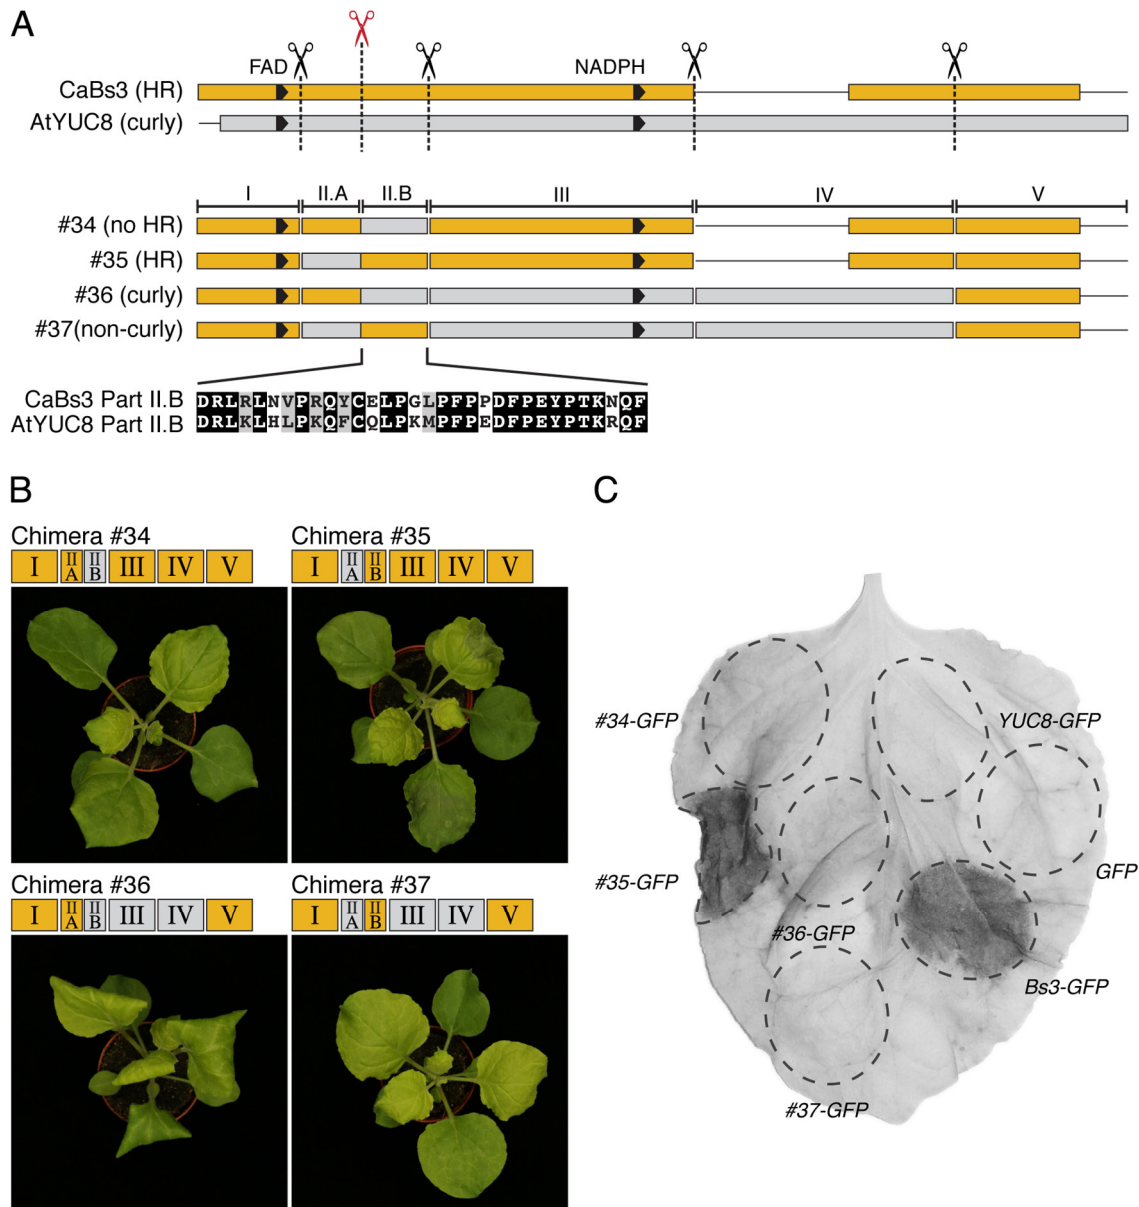 A
FAD
NADPH
CaBs3 (HR)
AtYUC8 (curly)
I II.A II.B III IV V
#34 (no HR)
#35 (HR)
#36 (curly)
#37(non-curly)
CaBs3 Part II.B DRLRLNVPRQYCELPGLPFPPDFPEYPTKNQF
AtYUC8 Part II.B DRLKLHLPKQFCQLPKMPFPEDFPEYPTKRQF
B
Chimera #34
I II A II B III IV V
Chimera #35
I II A II B III IV V
Chimera #36
I II A II B III IV V
Chimera #37
I II A II B III IV V
C
#34-GFP
YUC8-GFP
#35-GFP
GFP
#36-GFP
Bs3-GFP
#37-GFP